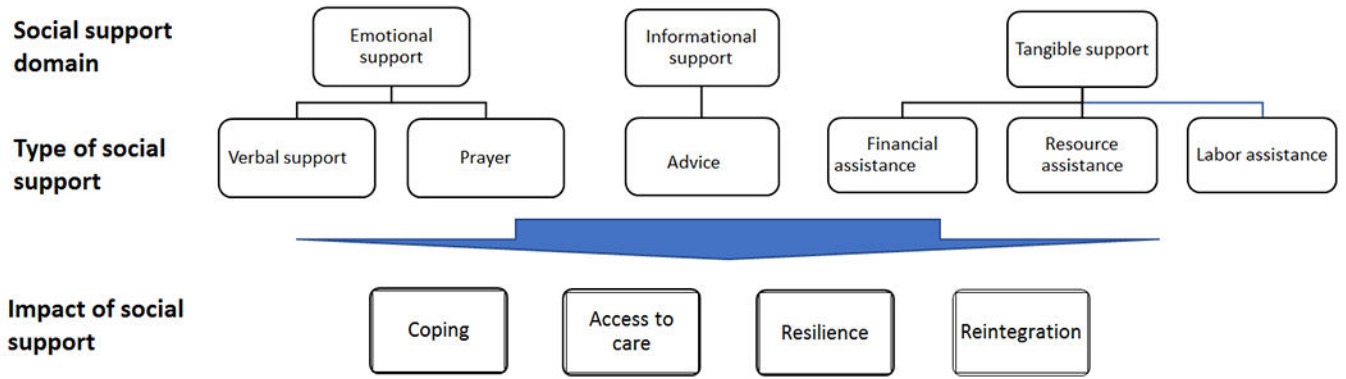 Social support
domain
Emotional
support
Informational
support
Tangible support
Type of social
support
Verbal support
Prayer
Advice
Financial
assistance
Resource
assistance
Labor assistance
Impact of social
support
Coping
Access to
care
Resilience
Reintegration